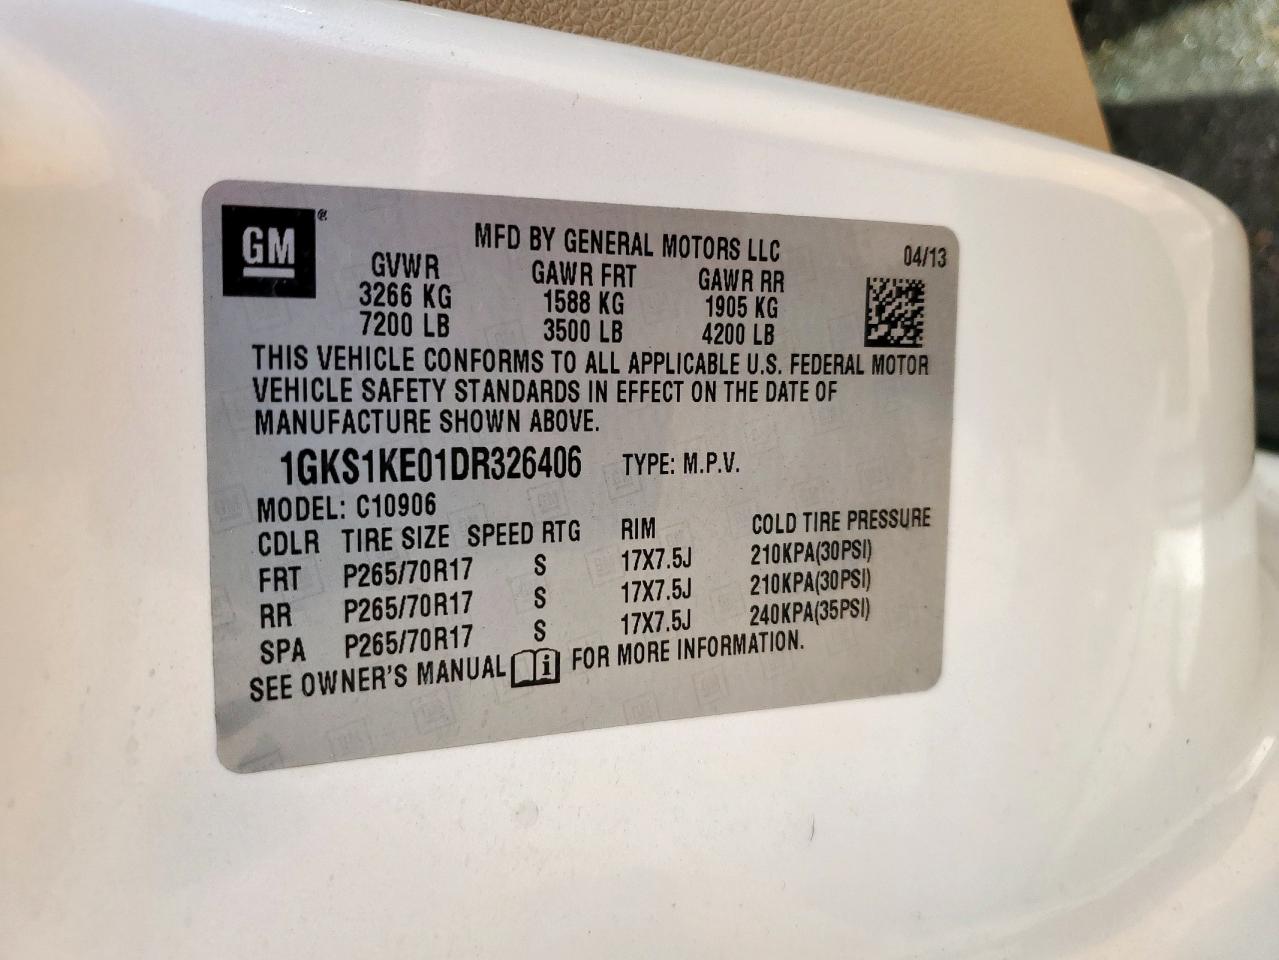 GM®
MFD BY GENERAL MOTORS LLC 04/13
GVWR GAWR FRT GAWR RR
3266 KG 1588 KG 1905 KG
7200 LB 3500 LB 4200 LB
THIS VEHICLE CONFORMS TO ALL APPLICABLE U.S. FEDERAL MOTOR
VEHICLE SAFETY STANDARDS IN EFFECT ON THE DATE OF
MANUFACTURE SHOWN ABOVE.
1GKS1KE01DR326406 TYPE: M.P.V.
MODEL: C10906
CDLR TIRE SIZE SPEED RTG RIM COLD TIRE PRESSURE
FRT P265/70R17 S 17X7.5J 210KPA(30PSI)
RR P265/70R17 S 17X7.5J 210KPA(30PSI)
SPA P265/70R17 S 17X7.5J 240KPA(35PSI)
SEE OWNER'S MANUAL i FOR MORE INFORMATION.